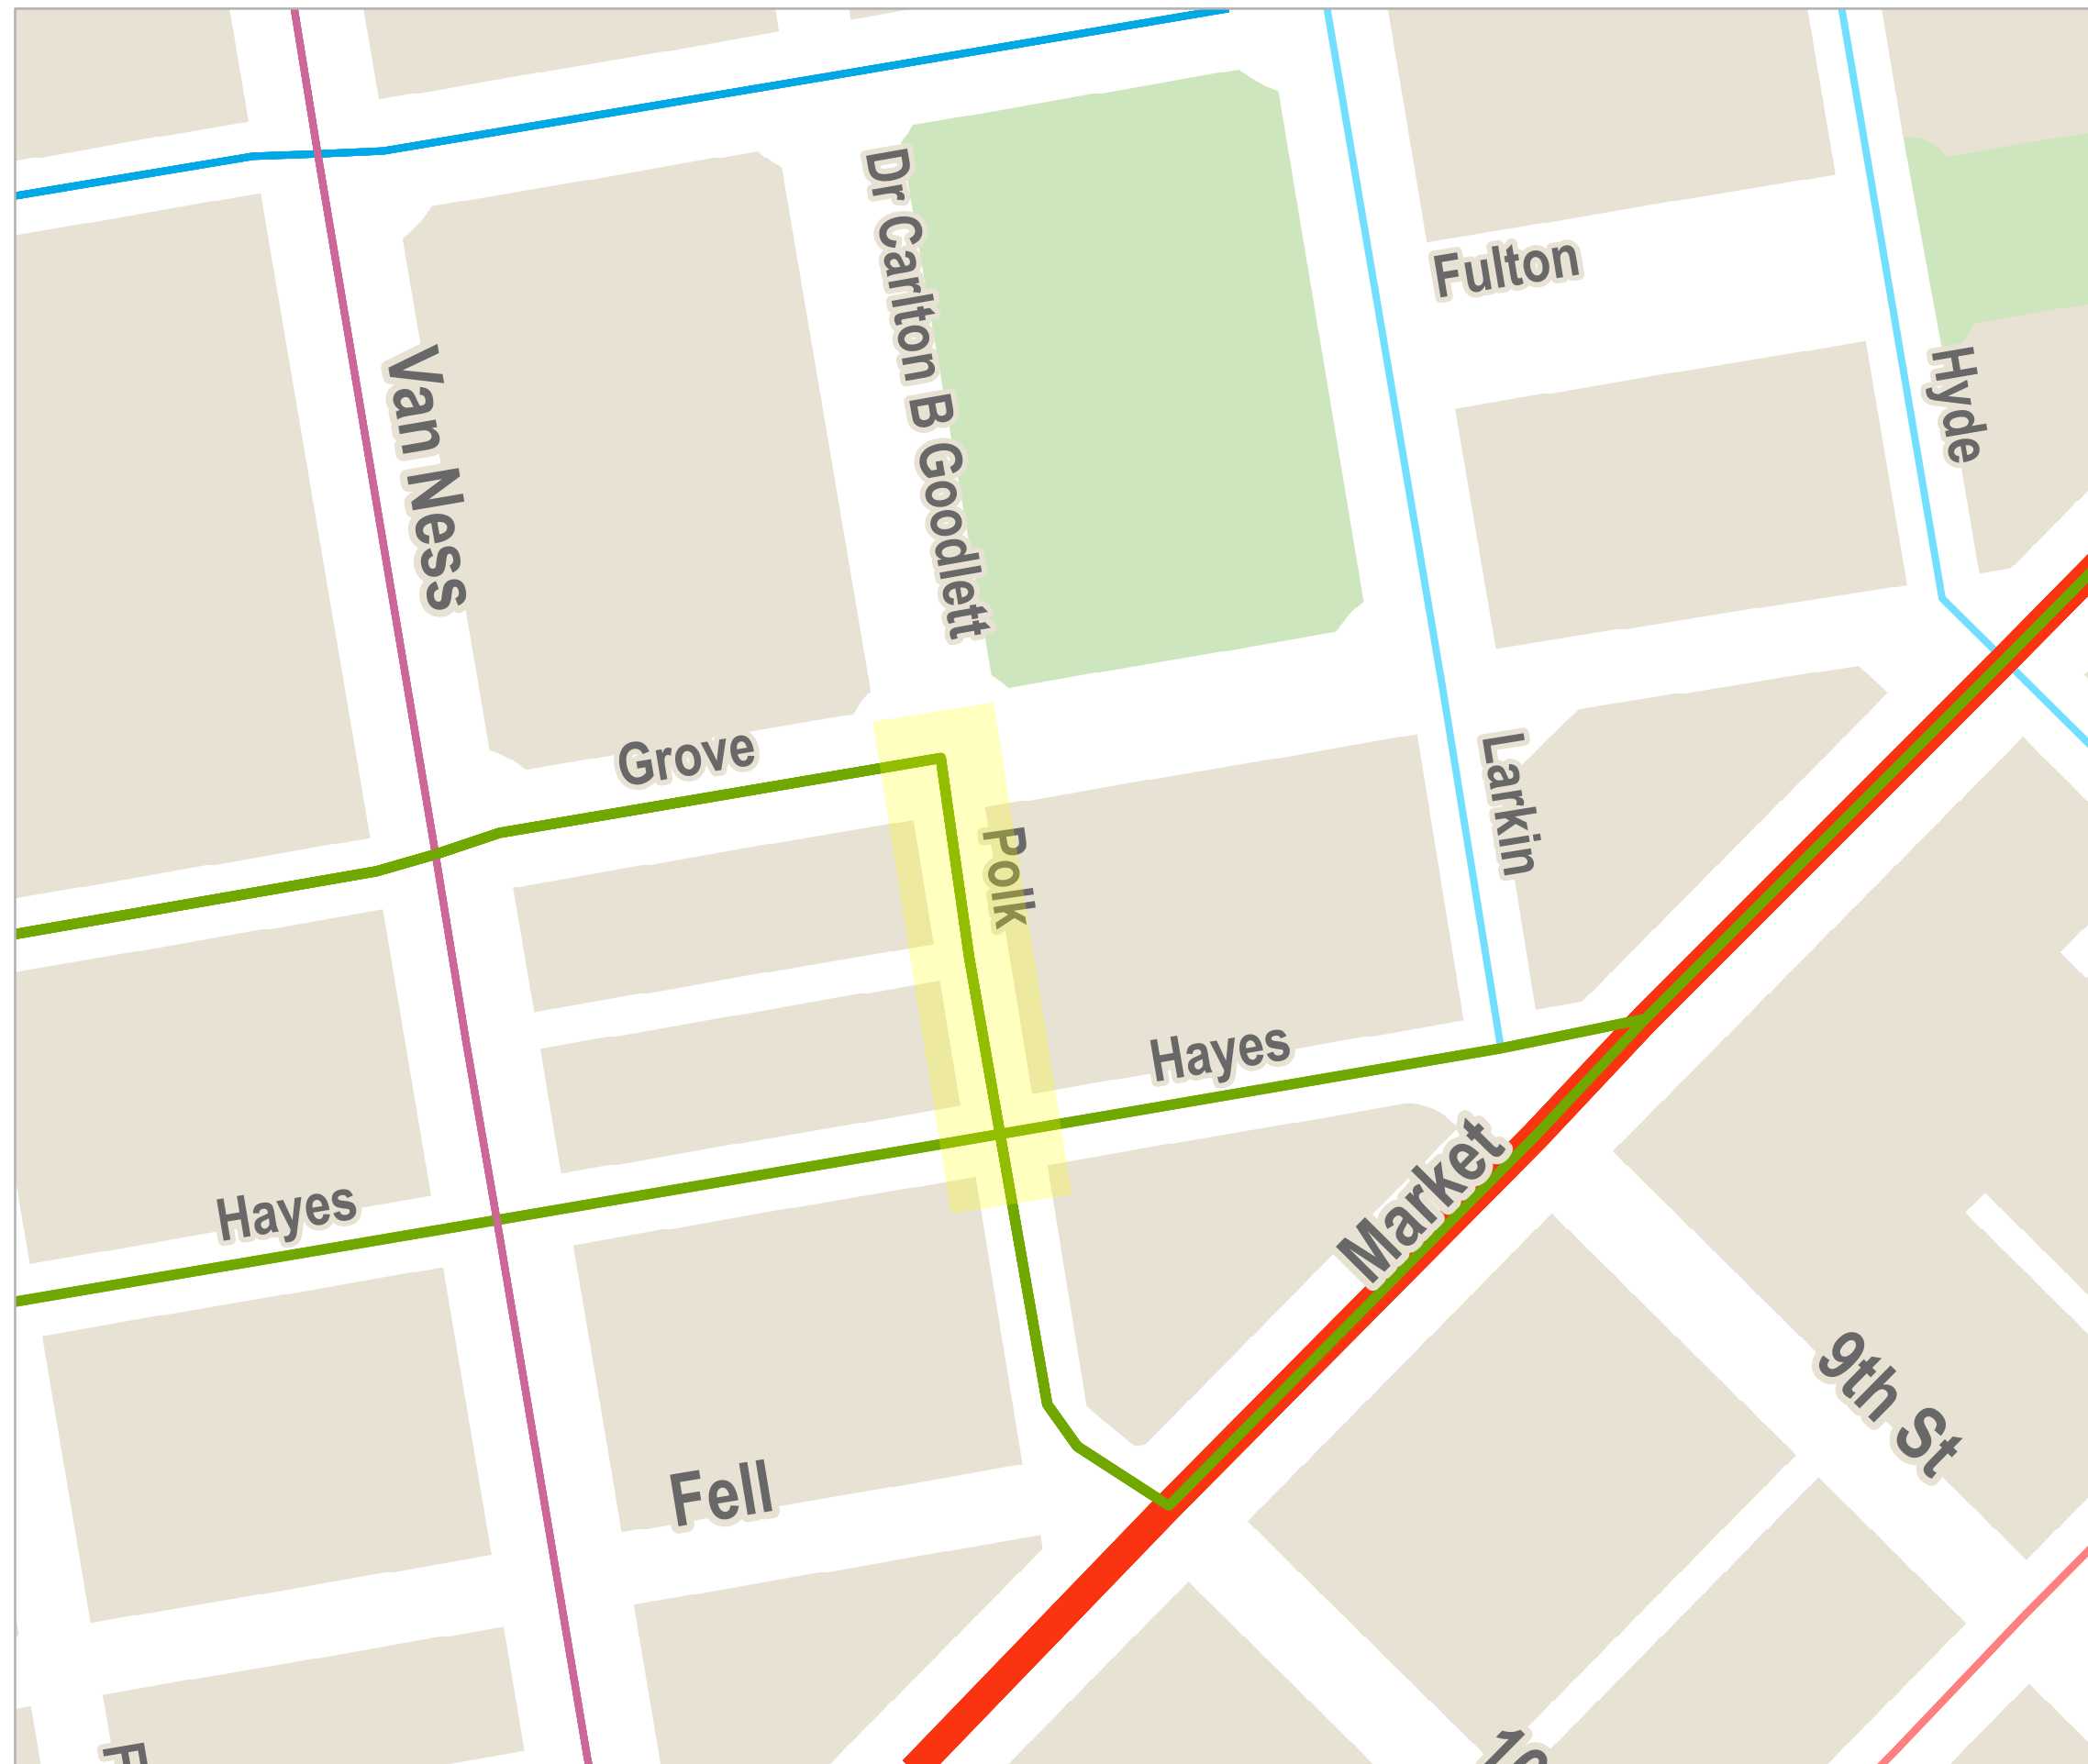 Dr Carlton B Goodlett
Fulton
Van Ness
Hyde
Grove
Larkin
Polk
Hayes
Hayes
Market
9th St
Fell